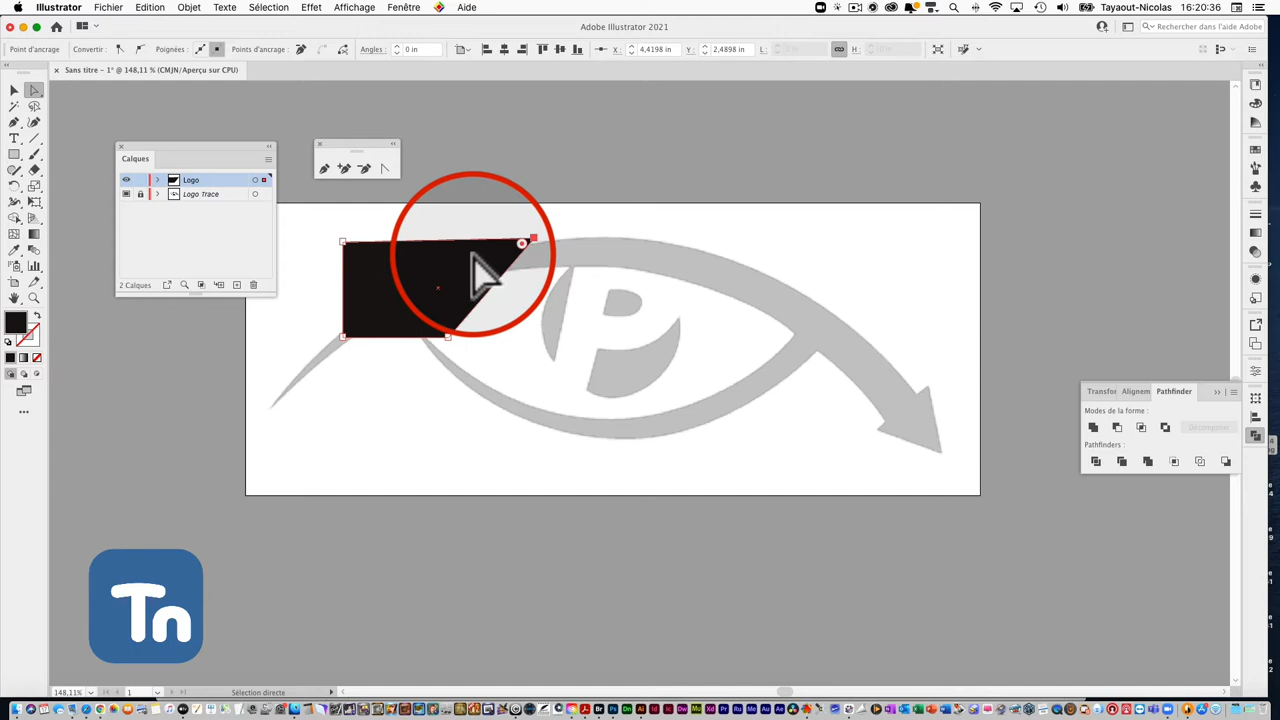 Illustrator Fichier Edition Objet Texte Sélection Effet Affichage Fenêtre Aide Tayaout-Nicolas 16:20:36
Adobe Illustrator 2021
Rechercher dans l'aide Adobe
Point d'ancrage Convertir : Poignées : Points d'ancrage : Angles : 0 in X : 4,4198 in Y : 2,4898 in L: H:
× Sans titre - 1* @ 148,11 % (CMJN/Aperçu sur CPU)
Calques
Logo
Logo Trace
2 Calques
P
Transfor Alignem Pathfinder
Modes de la forme :
Décomposer
Pathfinders :
Tn
148,11% 1 Sélection directe